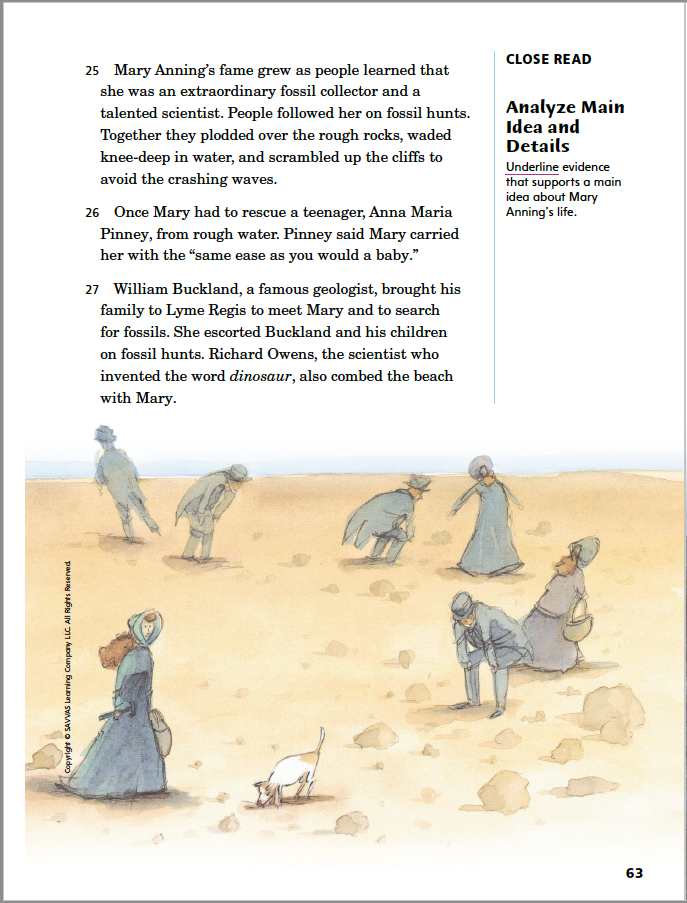 25 Mary Anning’s fame grew as people learned that
she was an extraordinary fossil collector and a
talented scientist. People followed her on fossil hunts.
Together they plodded over the rough rocks, waded
knee-deep in water, and scrambled up the cliffs to
avoid the crashing waves.
26 Once Mary had to rescue a teenager, Anna Maria
Pinney, from rough water. Pinney said Mary carried
her with the “same ease as you would a baby.”
27 William Buckland, a famous geologist, brought his
family to Lyme Regis to meet Mary and to search
for fossils. She escorted Buckland and his children
on fossil hunts. Richard Owens, the scientist who
invented the word dinosaur, also combed the beach
with Mary.
CLOSE READ
Analyze Main
Idea and
Details
Underline evidence
that supports a main
idea about Mary
Anning’s life.
Copyright © SAVVAS Learning Company LLC. All Rights Reserved.
63